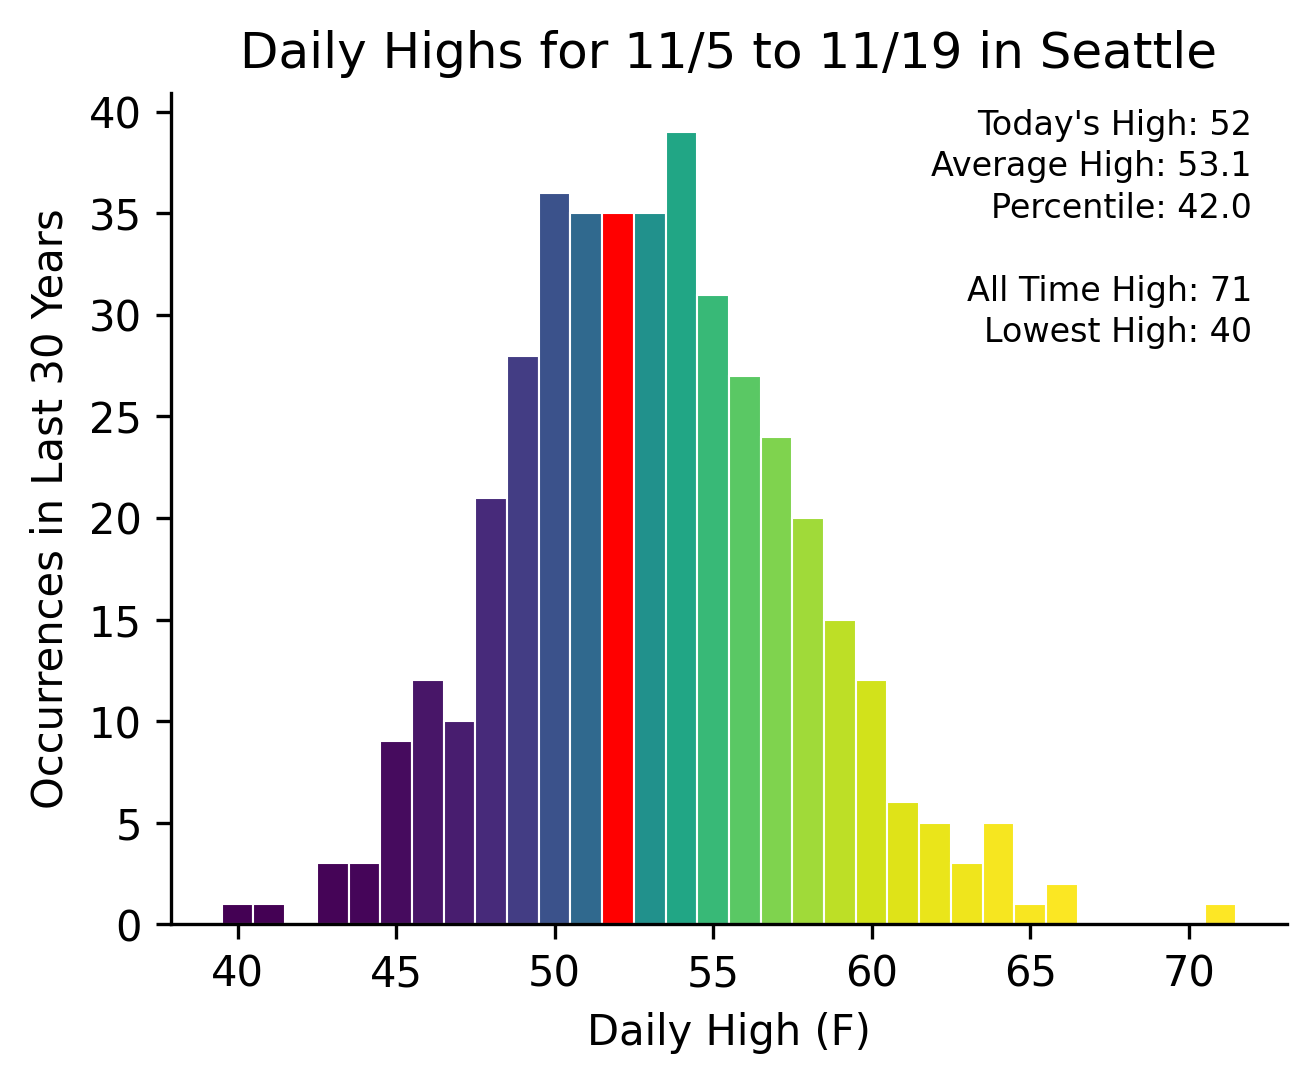 Daily Highs for 11/5 to 11/19 in Seattle
Today's High: 52
Average High: 53.1
Percentile: 42.0
All Time High: 71
Lowest High: 40
Occurrences in Last 30 Years
40
35
30
25
20
15
10
5
0
40 45 50 55 60 65 70
Daily High (F)